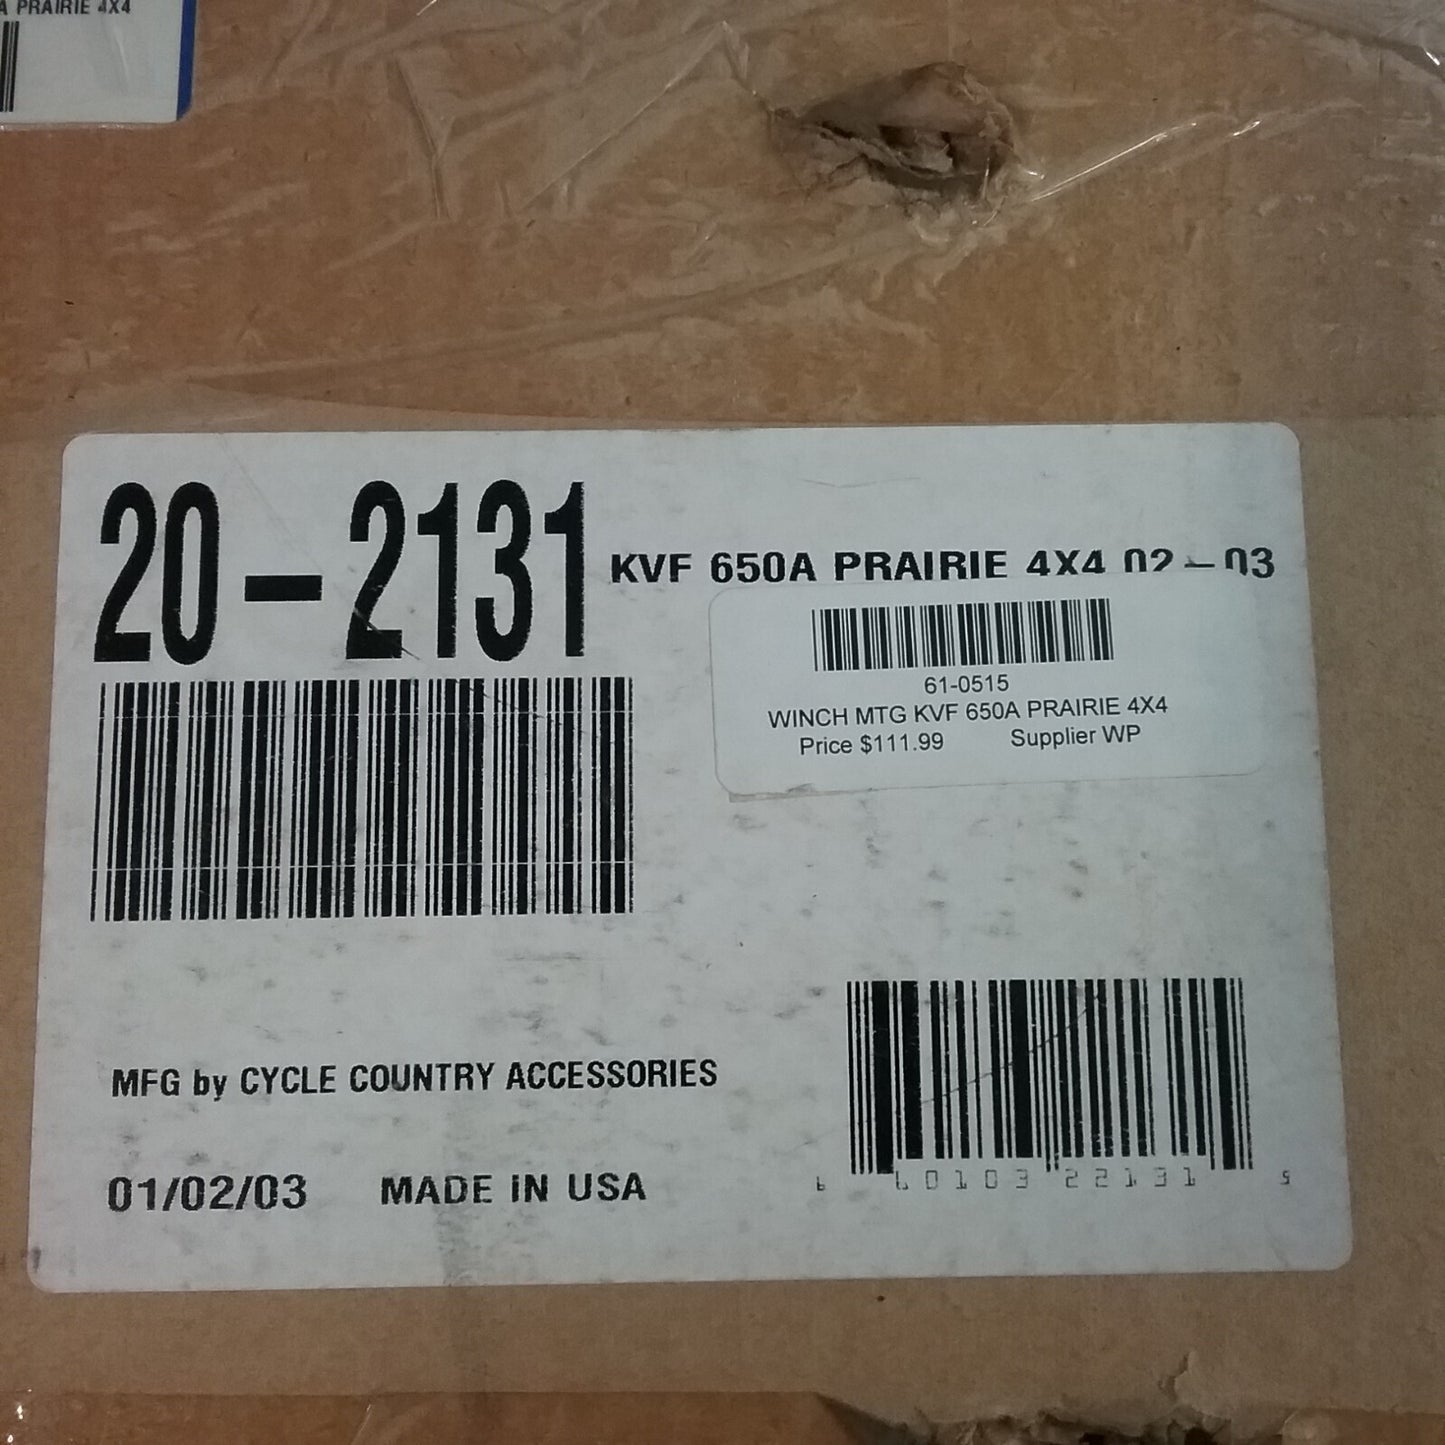 A PRAIRIE 4X4
20-2131
KVF 650A PRAIRIE 4X4 02-03
61-0515
WINCH MTG KVF 650A PRAIRIE 4X4
Price $111.99 Supplier WP
MFG by CYCLE COUNTRY ACCESSORIES
01/02/03 MADE IN USA
6 60103 22131 5